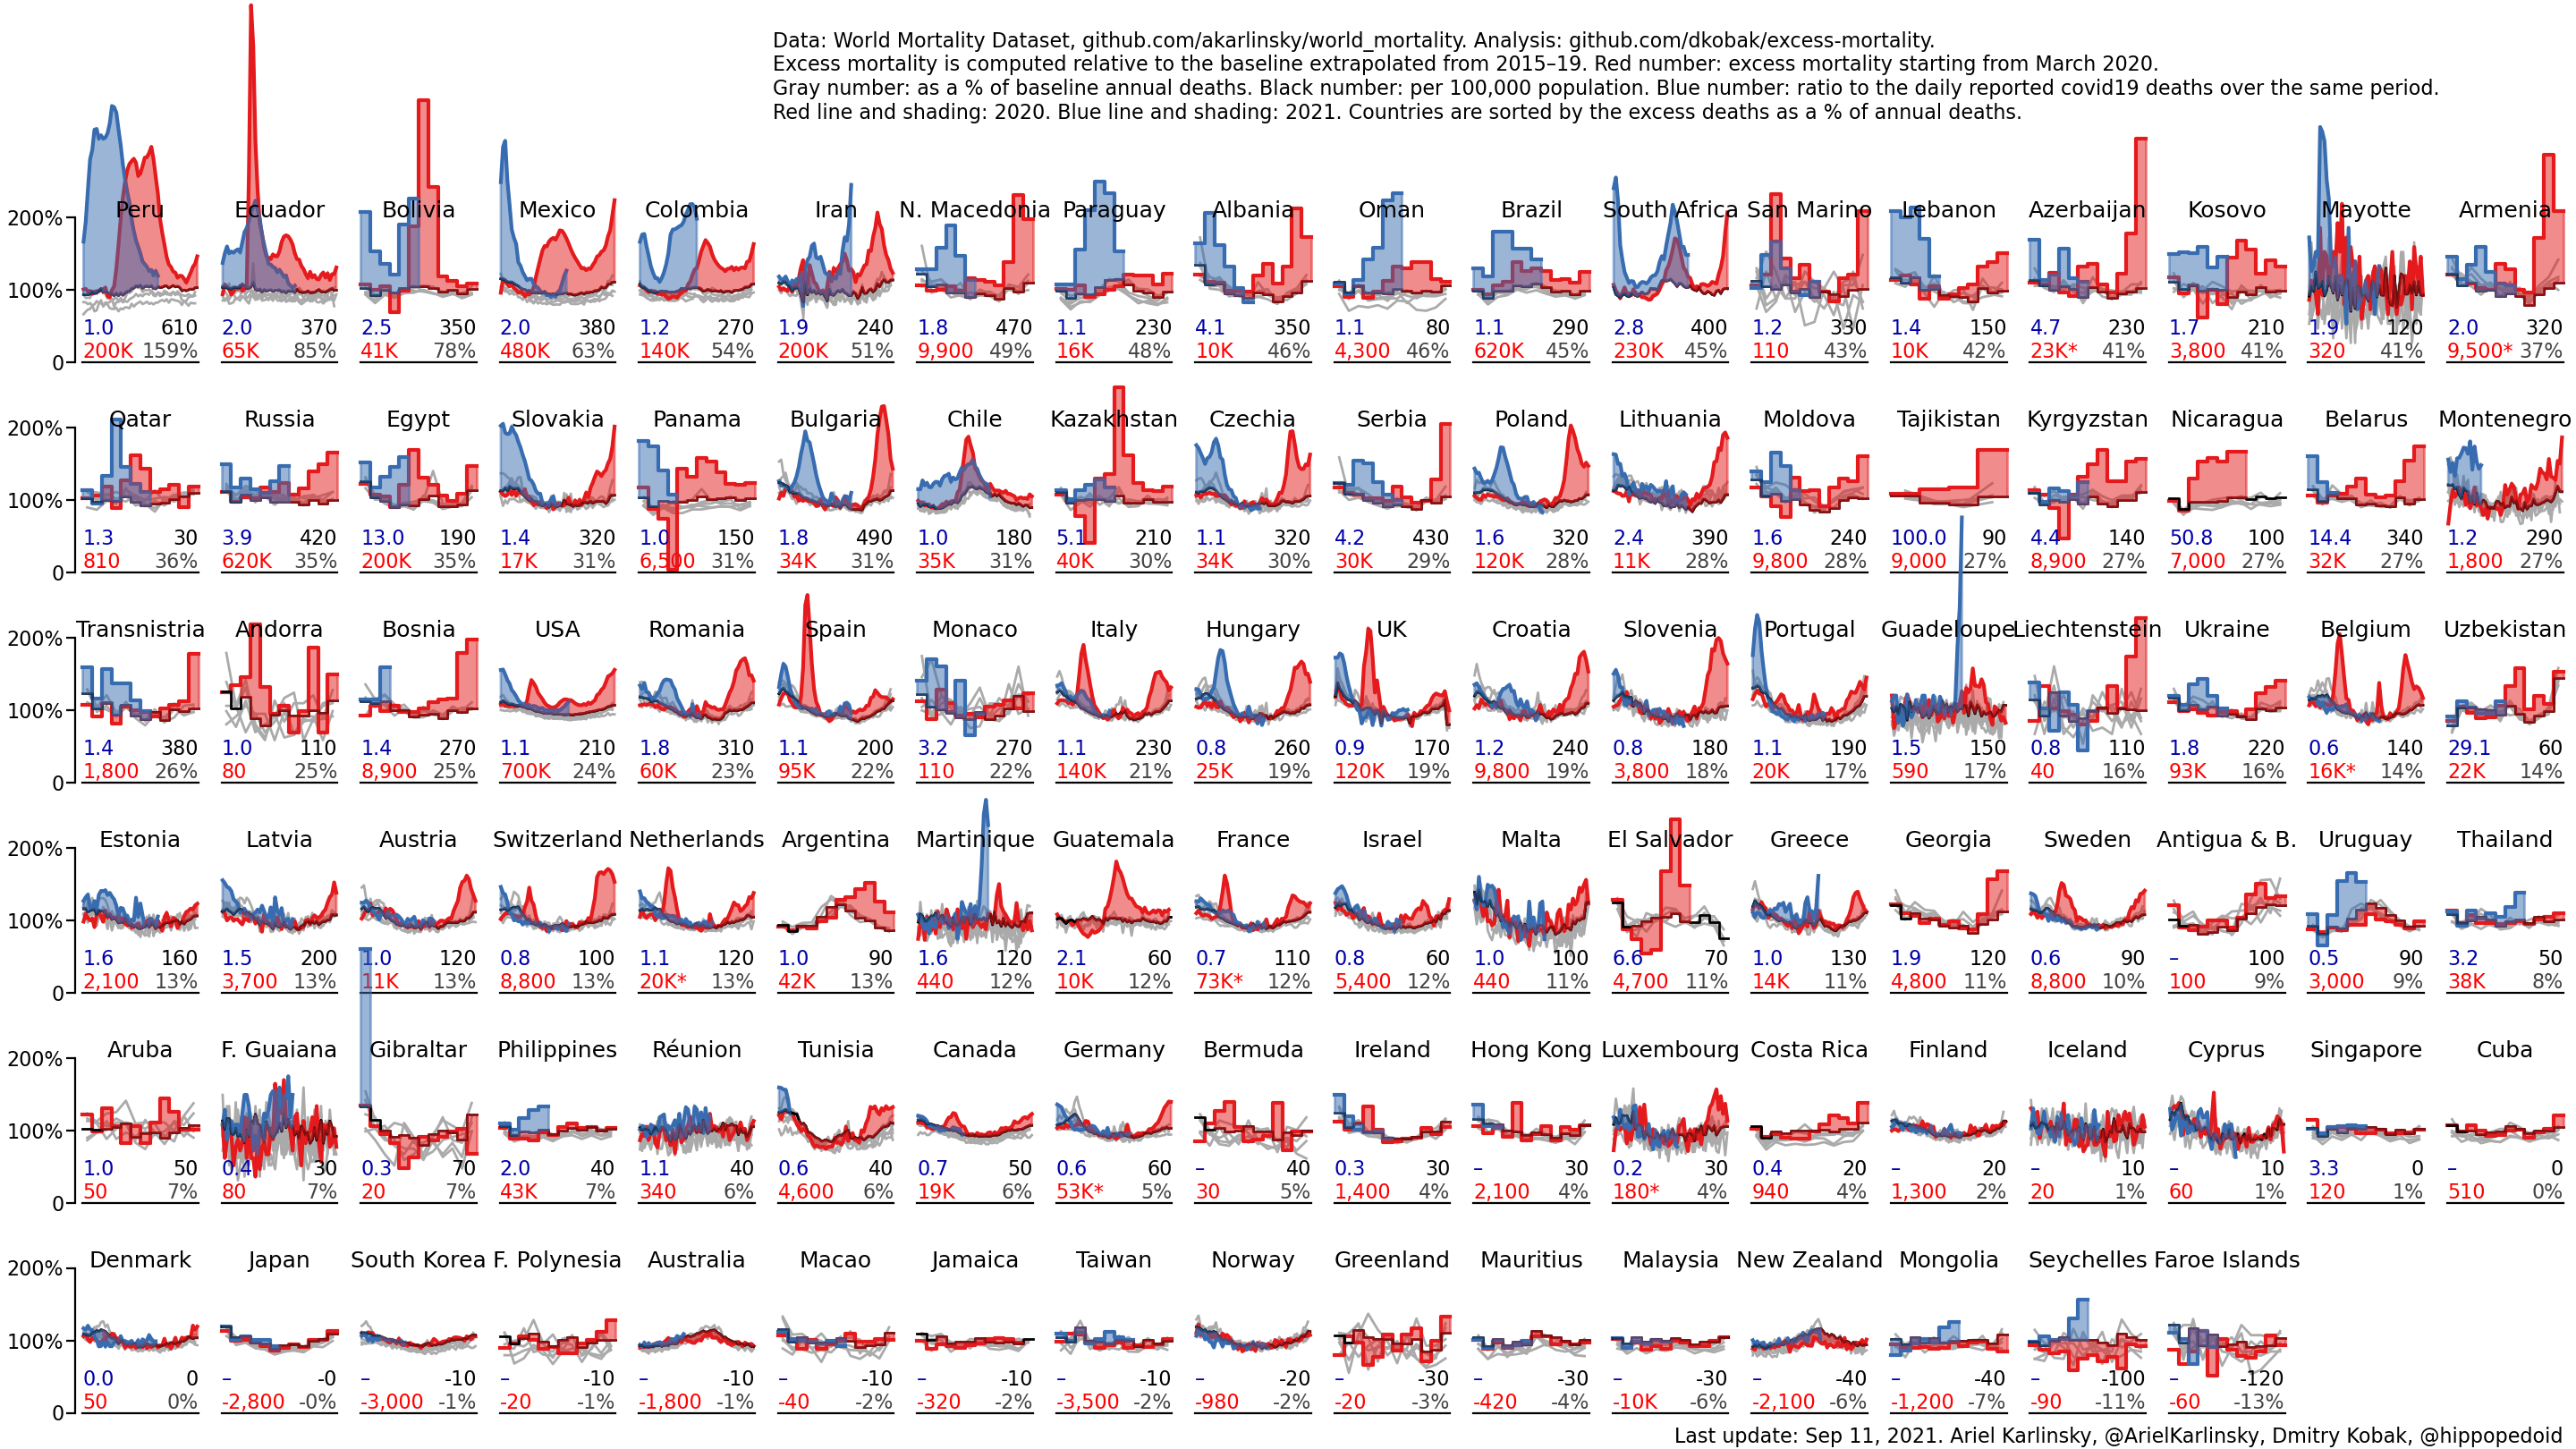 Data: World Mortality Dataset, github.com/akarlinsky/world_mortality. Analysis: github.com/dkobak/excess-mortality.
Excess mortality is computed relative to the baseline extrapolated from 2015–19. Red number: excess mortality starting from March 2020.
Gray number: as a % of baseline annual deaths. Black number: per 100,000 population. Blue number: ratio to the daily reported covid19 deaths over the same period.
Red line and shading: 2020. Blue line and shading: 2021. Countries are sorted by the excess deaths as a % of annual deaths.
Peru Ecuador Bolivia Mexico Colombia Iran N. Macedonia Paraguay Albania Oman Brazil South Africa San Marino Lebanon Azerbaijan Kosovo Mayotte Armenia
200%
100%
1.0 610 2.0 370 2.5 350 2.0 380 1.2 270 1.9 240 1.8 470 1.1 230 4.1 350 1.1 80 1.1 290 2.8 400 1.2 330 1.4 150 4.7 230 1.7 210 1.9 120 2.0 320
0 200K 159% 65K 85% 41K 78% 480K 63% 140K 54% 200K 51% 9,900 49% 16K 48% 10K 46% 4,300 46% 620K 45% 230K 45% 110 43% 10K 42% 23K* 41% 3,800 41% 320 41% 9,500* 37%
Qatar Russia Egypt Slovakia Panama Bulgaria Chile Kazakhstan Czechia Serbia Poland Lithuania Moldova Tajikistan Kyrgyzstan Nicaragua Belarus Montenegro
200%
100%
1.3 30 3.9 420 13.0 190 1.4 320 1.0 150 1.8 490 1.0 180 5.1 210 1.1 320 4.2 430 1.6 320 2.4 390 1.6 240 100.0 90 4.4 140 50.8 100 14.4 340 1.2 290
0 810 36% 620K 35% 200K 35% 17K 31% 6,500 31% 34K 31% 35K 31% 40K 30% 34K 30% 30K 29% 120K 28% 11K 28% 9,800 28% 9,000 27% 8,900 27% 7,000 27% 32K 27% 1,800 27%
Transnistria Andorra Bosnia USA Romania Spain Monaco Italy Hungary UK Croatia Slovenia Portugal Guadeloupe Liechtenstein Ukraine Belgium Uzbekistan
200%
100%
1.4 380 1.0 110 1.4 270 1.1 210 1.8 310 1.1 200 3.2 270 1.1 230 0.8 260 0.9 170 1.2 240 0.8 180 1.1 190 1.5 150 0.8 110 1.8 220 0.6 140 29.1 60
0 1,800 26% 80 25% 8,900 25% 700K 24% 60K 23% 95K 22% 110 22% 140K 21% 25K 19% 120K 19% 9,800 19% 3,800 18% 20K 17% 590 17% 40 16% 93K 16% 16K* 14% 22K 14%
Estonia Latvia Austria Switzerland Netherlands Argentina Martinique Guatemala France Israel Malta El Salvador Greece Georgia Sweden Antigua & B. Uruguay Thailand
200%
100%
1.6 160 1.5 200 1.0 120 0.8 100 1.1 120 1.0 90 1.6 120 2.1 60 0.7 110 0.8 60 1.0 100 6.6 70 1.0 130 1.9 120 0.6 90 – 100 0.5 90 3.2 50
0 2,100 13% 3,700 13% 11K 13% 8,800 13% 20K* 13% 42K 13% 440 12% 10K 12% 73K* 12% 5,400 12% 440 11% 4,700 11% 14K 11% 4,800 11% 8,800 10% 100 9% 3,000 9% 38K 8%
Aruba F. Guaiana Gibraltar Philippines Réunion Tunisia Canada Germany Bermuda Ireland Hong Kong Luxembourg Costa Rica Finland Iceland Cyprus Singapore Cuba
200%
100%
1.0 50 0.4 30 0.3 70 2.0 40 1.1 40 0.6 40 0.7 50 0.6 60 – 40 0.3 30 – 30 0.2 30 0.4 20 – 20 – 10 – 10 3.3 0 – 0
0 50 7% 80 7% 20 7% 43K 7% 340 6% 4,600 6% 19K 6% 53K* 5% 30 5% 1,400 4% 2,100 4% 180* 4% 940 4% 1,300 2% 20 1% 60 1% 120 1% 510 0%
Denmark Japan South Korea F. Polynesia Australia Macao Jamaica Taiwan Norway Greenland Mauritius Malaysia New Zealand Mongolia Seychelles Faroe Islands
200%
100%
0.0 0 – -0 – -10 – -10 – -10 – -10 – -10 – -10 – -20 – -30 – -30 – -30 – -40 – -40 – -100 – -120
0 50 0% -2,800 -0% -3,000 -1% -20 -1% -1,800 -1% -40 -2% -320 -2% -3,500 -2% -980 -2% -20 -3% -420 -4% -10K -6% -2,100 -6% -1,200 -7% -90 -11% -60 -13%
Last update: Sep 11, 2021. Ariel Karlinsky, @ArielKarlinsky, Dmitry Kobak, @hippopedoid